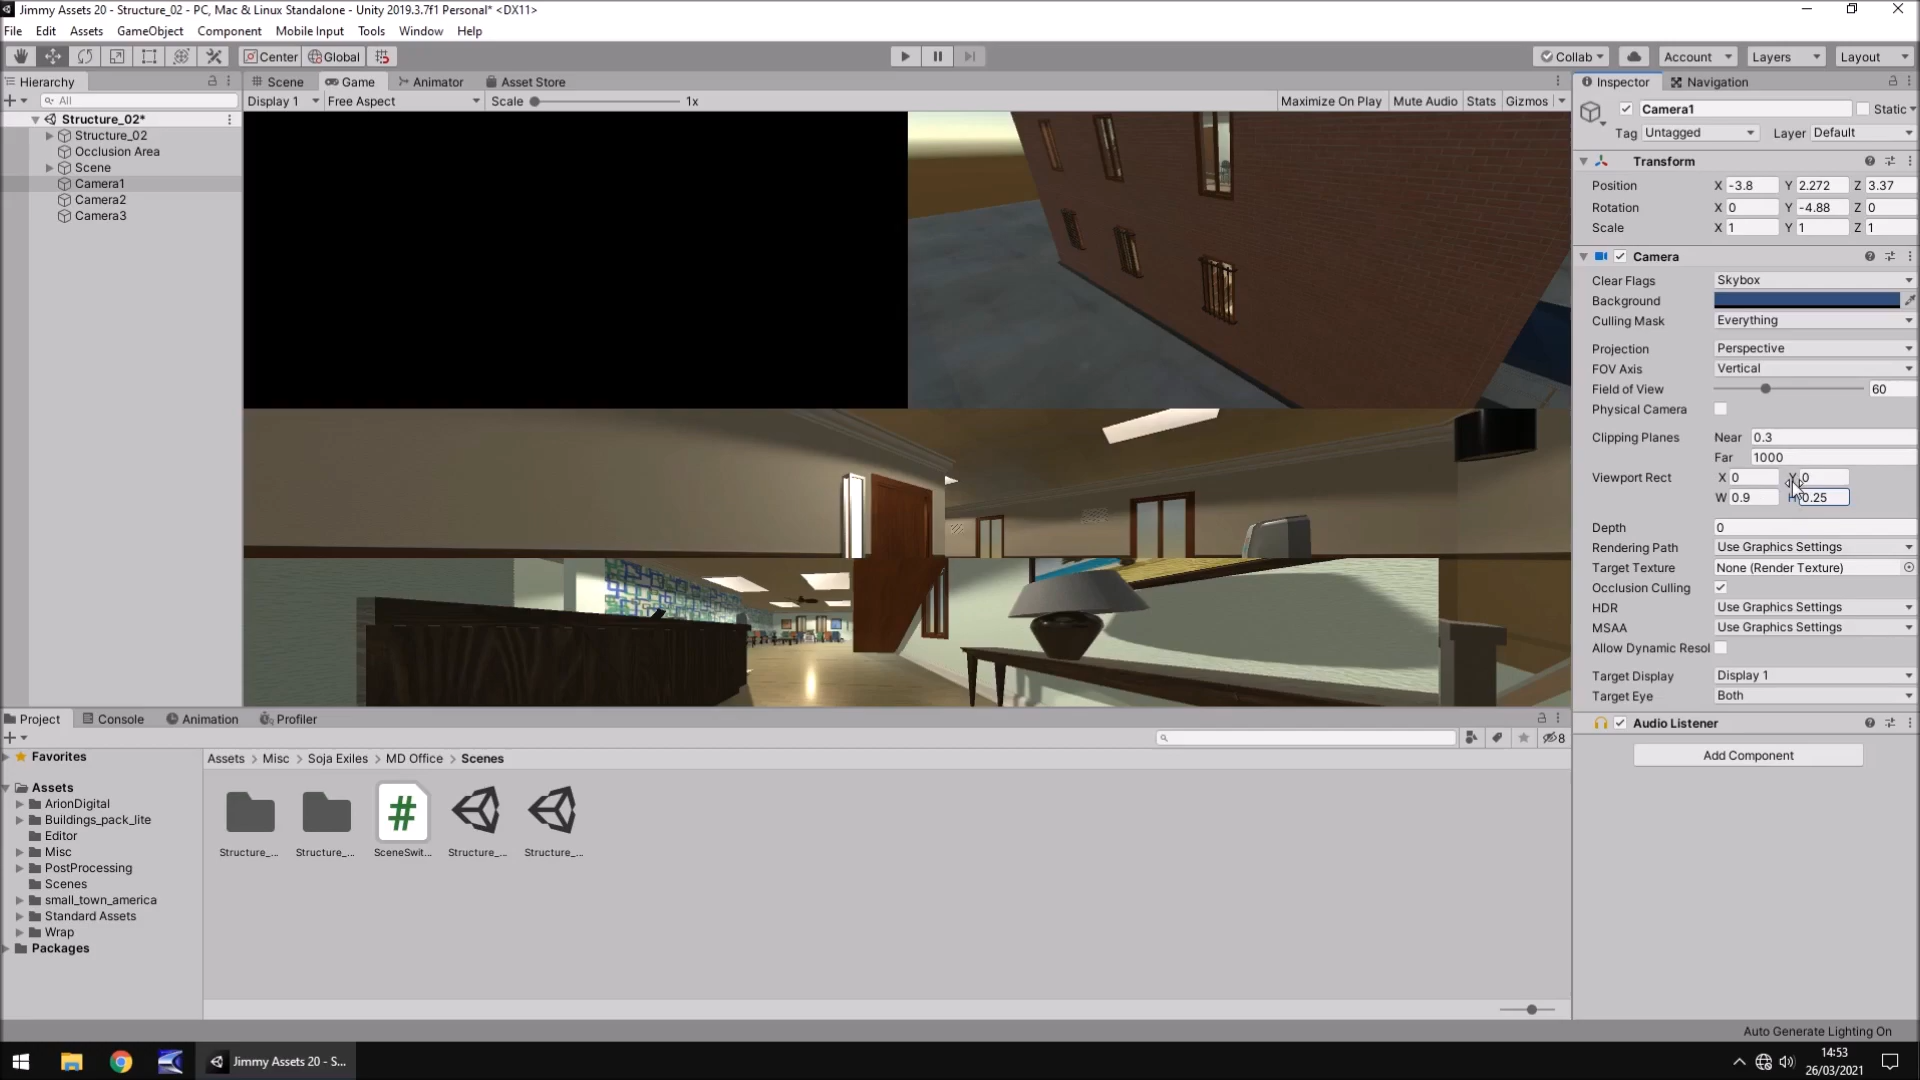 Jimmy Assets 20 - Structure_02 - PC, Mac & Linux Standalone - Unity 2019.3.7f1 Personal* <DX11>
File Edit Assets GameObject Component Mobile Input Tools Window Help
Center Global Collab Account Layers Layout
Hierarchy
All
Structure_02*
Structure_02
Occlusion Area
Scene
Camera1
Camera2
Camera3
Scene Game Animator Asset Store
Display 1 Free Aspect Scale 1x Maximize On Play Mute Audio Stats Gizmos
Inspector Navigation
Camera1 Static
Tag Untagged Layer Default
Transform
Position X -3.8 Y 2.272 Z 3.37
Rotation X 0 Y -4.88 Z 0
Scale X 1 Y 1 Z 1
Camera
Clear Flags Skybox
Background
Culling Mask Everything
Projection Perspective
FOV Axis Vertical
Field of View 60
Physical Camera
Clipping Planes Near 0.3
Far 1000
Viewport Rect X 0 Y 0
W 0.9 H 0.25
Depth 0
Rendering Path Use Graphics Settings
Target Texture None (Render Texture)
Occlusion Culling
HDR Use Graphics Settings
MSAA Use Graphics Settings
Allow Dynamic Resol
Target Display Display 1
Target Eye Both
Audio Listener
Add Component
Project Console Animation Profiler
8
Favorites
Assets
ArionDigital
Buildings_pack_lite
Editor
Misc
PostProcessing
Scenes
small_town_america
Standard Assets
Wrap
Packages
Assets > Misc > Soja Exiles > MD Office > Scenes
Structure_... Structure_... SceneSwit... Structure_... Structure_...
Auto Generate Lighting On
Jimmy Assets 20 - S...
14:53
26/03/2021